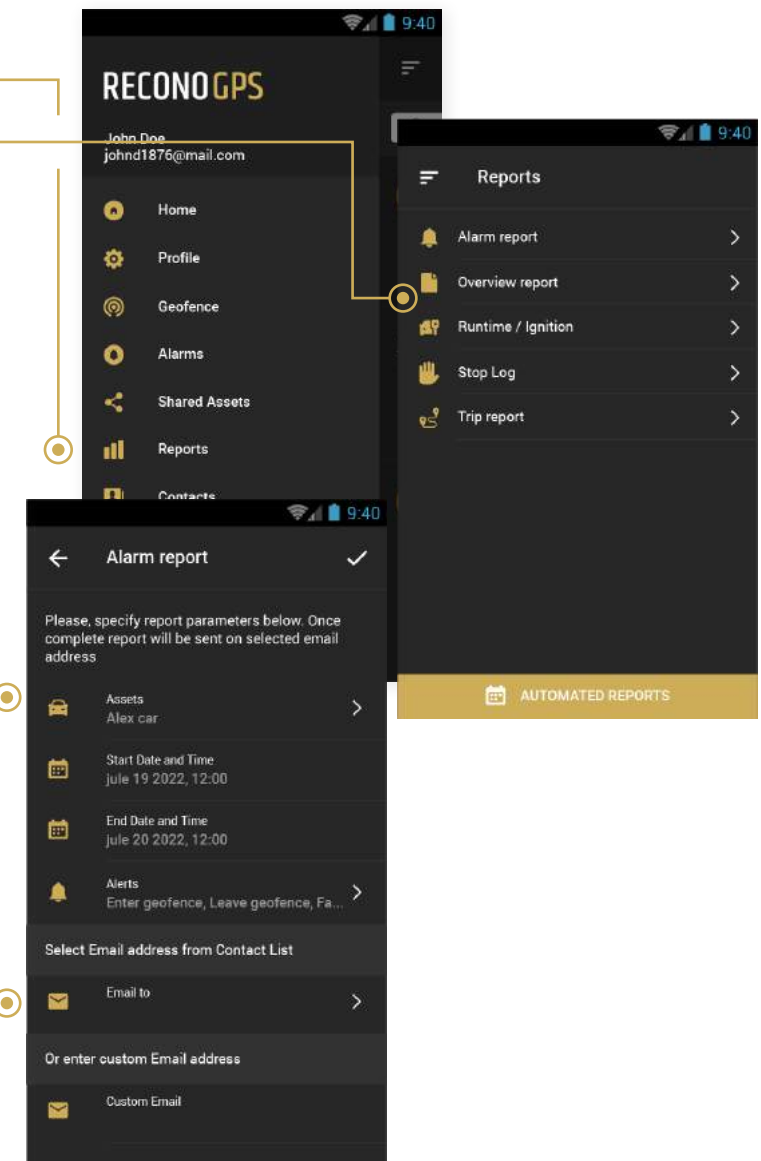 9:40
RECONOGPS
John Doe
johnd1876@mail.com
Home
Profile
Geofence
Alarms
Shared Assets
Reports
Contacts
9:40
Reports
Alarm report
Overview report
Runtime / Ignition
Stop Log
Trip report
AUTOMATED REPORTS
9:40
Alarm report
Please, specify report parameters below. Once
complete report will be sent on selected email
address
Assets
Alex car
Start Date and Time
jule 19 2022, 12:00
End Date and Time
jule 20 2022, 12:00
Alerts
Enter geofence, Leave geofence, Fa...
Select Email address from Contact List
Email to
Or enter custom Email address
Custom Email